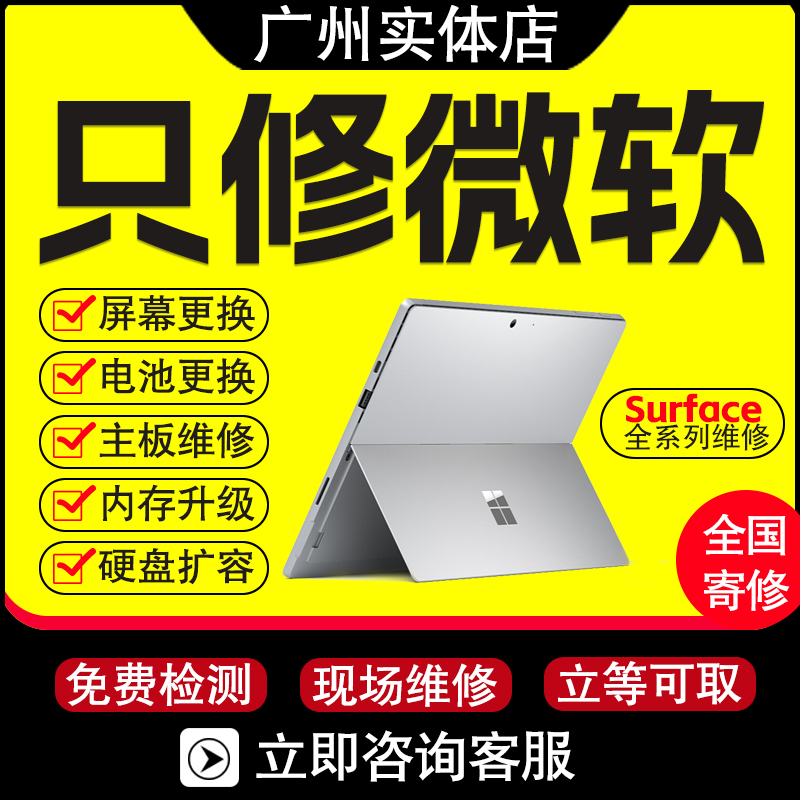 广州实体店
只修微软
屏幕更换
电池更换
主板维修
内存升级
硬盘扩容
Surface
全系列维修
全国
寄修
免费检测
现场维修
立等可取
立即咨询客服